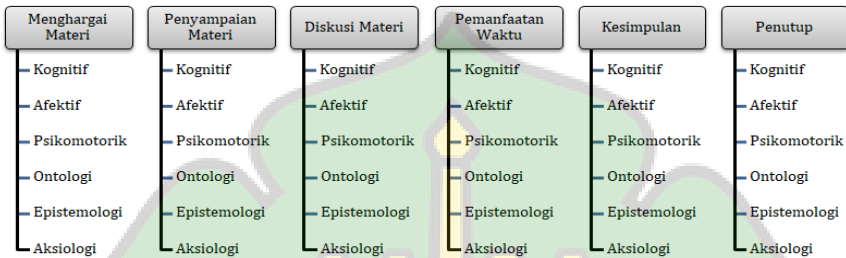 Menghargai
Materi
Kognitif
Afektif
Psikomotorik
Ontologi
Epistemologi
Aksiologi
Penyampaian
Materi
Kognitif
Afektif
Psikomotorik
Ontologi
Epistemologi
Aksiologi
Diskusi Materi
Kognitif
Afektif
Psikomotorik
Ontologi
Epistemologi
Aksiologi
Pemanfaatan
Waktu
Kognitif
Afektif
Psikomotorik
Ontologi
Epistemologi
Aksiologi
Kesimpulan
Kognitif
Afektif
Psikomotorik
Ontologi
Epistemologi
Aksiologi
Penutup
Kognitif
Afektif
Psikomotorik
Ontologi
Epistemologi
Aksiologi